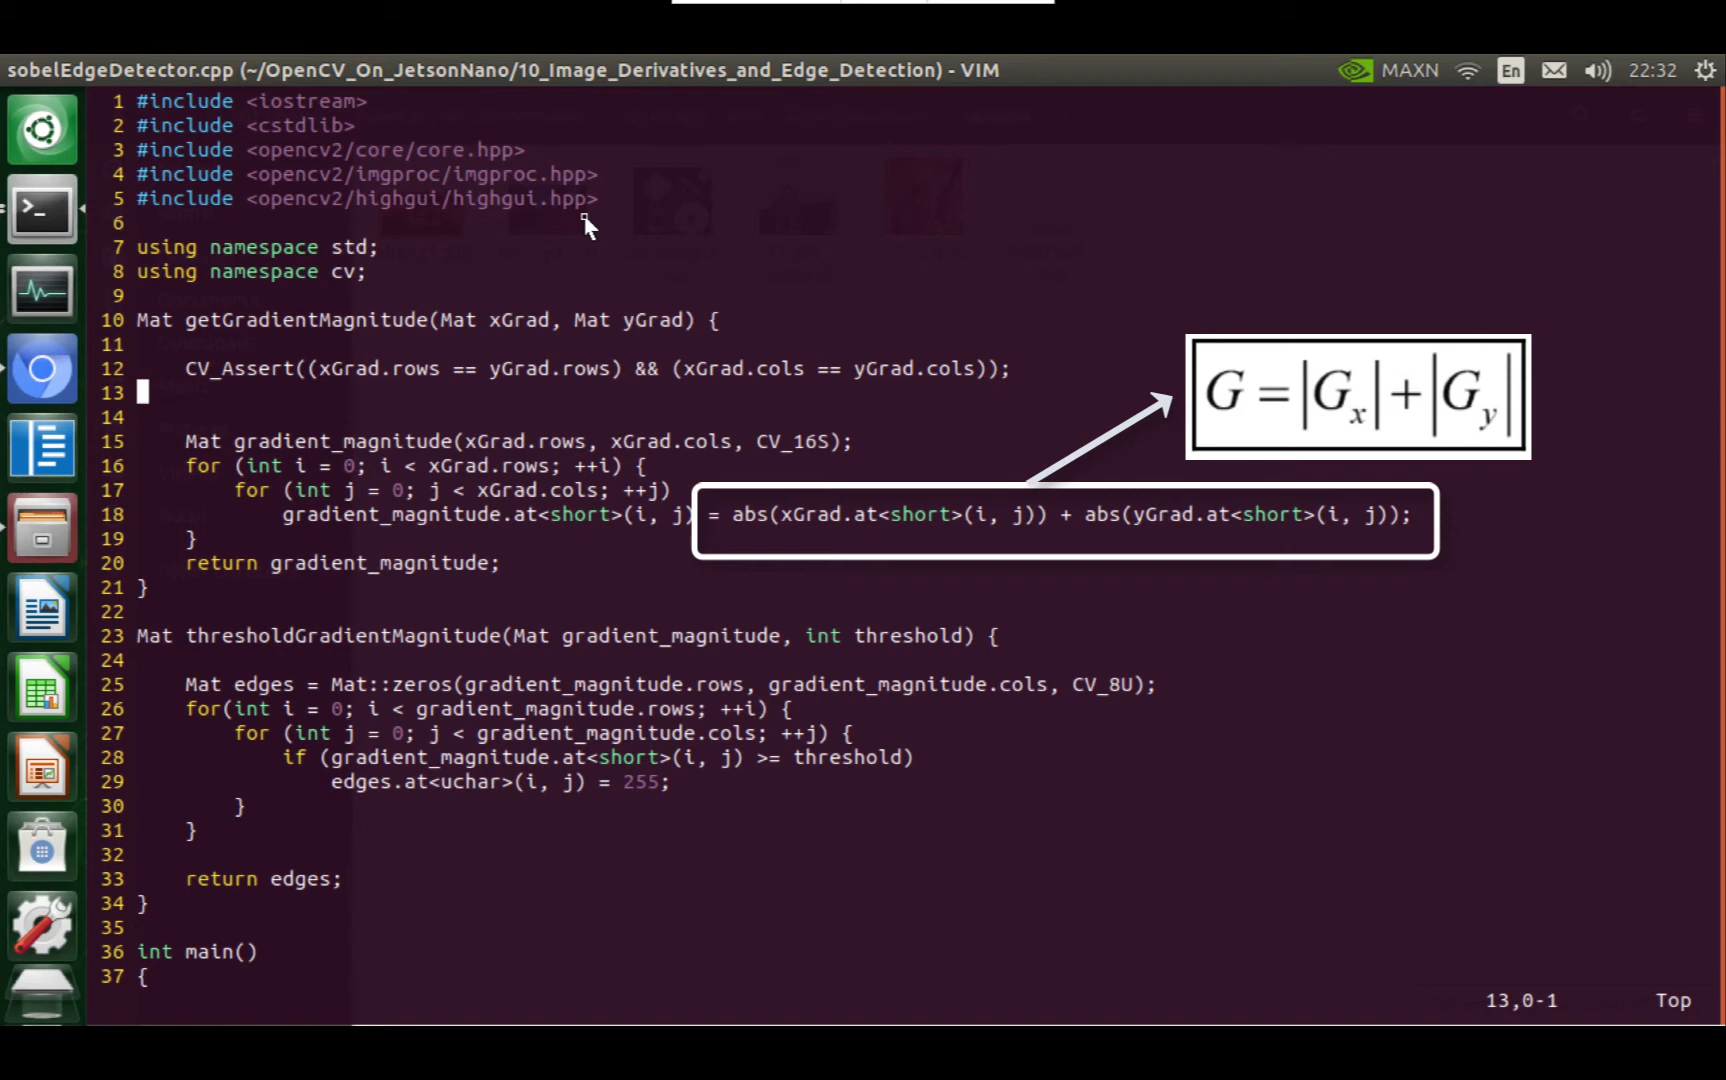 sobelEdgeDetector.cpp (~/OpenCV_On_JetsonNano/10_Image_Derivatives_and_Edge_Detection) - VIM
MAXN En 22:32
1 #include <iostream>
2 #include <cstdlib>
3 #include <opencv2/core/core.hpp>
4 #include <opencv2/imgproc/imgproc.hpp>
5 #include <opencv2/highgui/highgui.hpp>
6
7 using namespace std;
8 using namespace cv;
9
10 Mat getGradientMagnitude(Mat xGrad, Mat yGrad) {
11
12     CV_Assert((xGrad.rows == yGrad.rows) && (xGrad.cols == yGrad.cols));
13
G = |Gx| + |Gy|
14
15     Mat gradient_magnitude(xGrad.rows, xGrad.cols, CV_16S);
16     for (int i = 0; i < xGrad.rows; ++i) {
17         for (int j = 0; j < xGrad.cols; ++j)
18             gradient_magnitude.at<short>(i, j) = abs(xGrad.at<short>(i, j)) + abs(yGrad.at<short>(i, j));
19     }
20     return gradient_magnitude;
21 }
22
23 Mat thresholdGradientMagnitude(Mat gradient_magnitude, int threshold) {
24
25     Mat edges = Mat::zeros(gradient_magnitude.rows, gradient_magnitude.cols, CV_8U);
26     for(int i = 0; i < gradient_magnitude.rows; ++i) {
27         for (int j = 0; j < gradient_magnitude.cols; ++j) {
28             if (gradient_magnitude.at<short>(i, j) >= threshold)
29                 edges.at<uchar>(i, j) = 255;
30         }
31     }
32
33     return edges;
34 }
35
36 int main()
37 {
13,0-1 Top